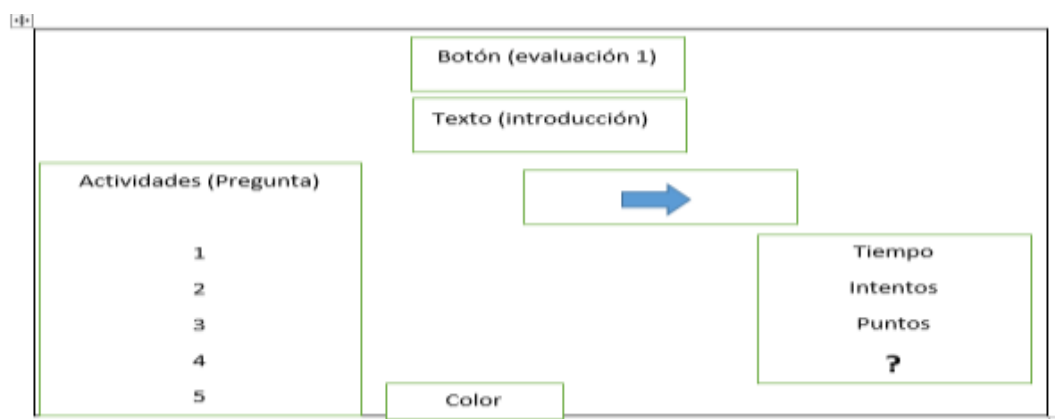 Botón (evaluación 1)
Texto (introducción)
Actividades (Pregunta)
1
2
3
4
5
Tiempo
Intentos
Puntos
?
Color